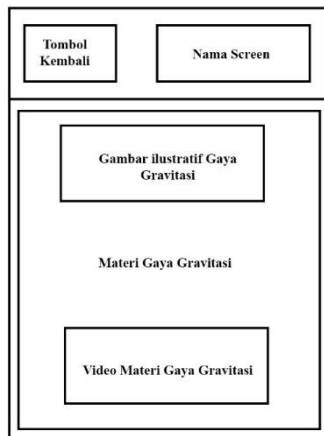 Tombol
Kembali
Nama Screen
Gambar ilustratif Gaya
Gravitasi
Materi Gaya Gravitasi
Video Materi Gaya Gravitasi